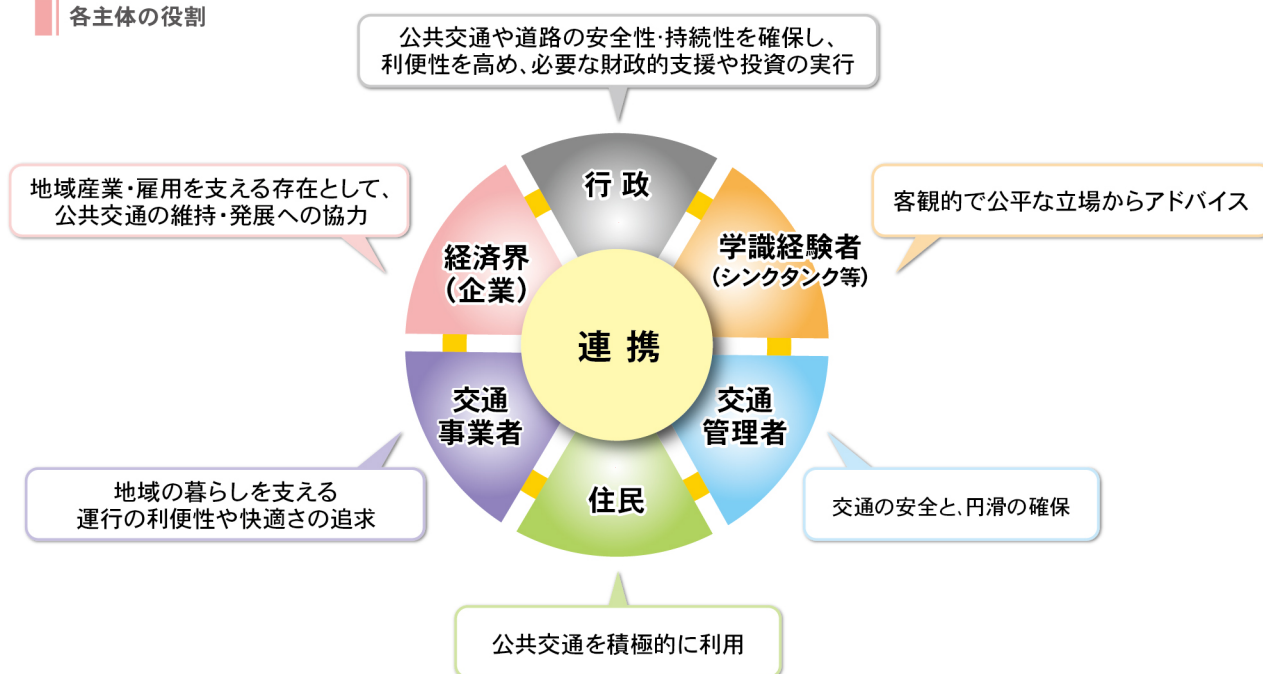 各主体の役割
公共交通や道路の安全性・持続性を確保し、
利便性を高め、必要な財政的支援や投資の実行
地域産業・雇用を支える存在として、
公共交通の維持・発展への協力
客観的で公平な立場からアドバイス
行政
学識経験者
(シンクタンク等)
経済界
(企業)
連携
交通
事業者
交通
管理者
住民
地域の暮らしを支える
運行の利便性や快適さの追求
交通の安全と、円滑の確保
公共交通を積極的に利用